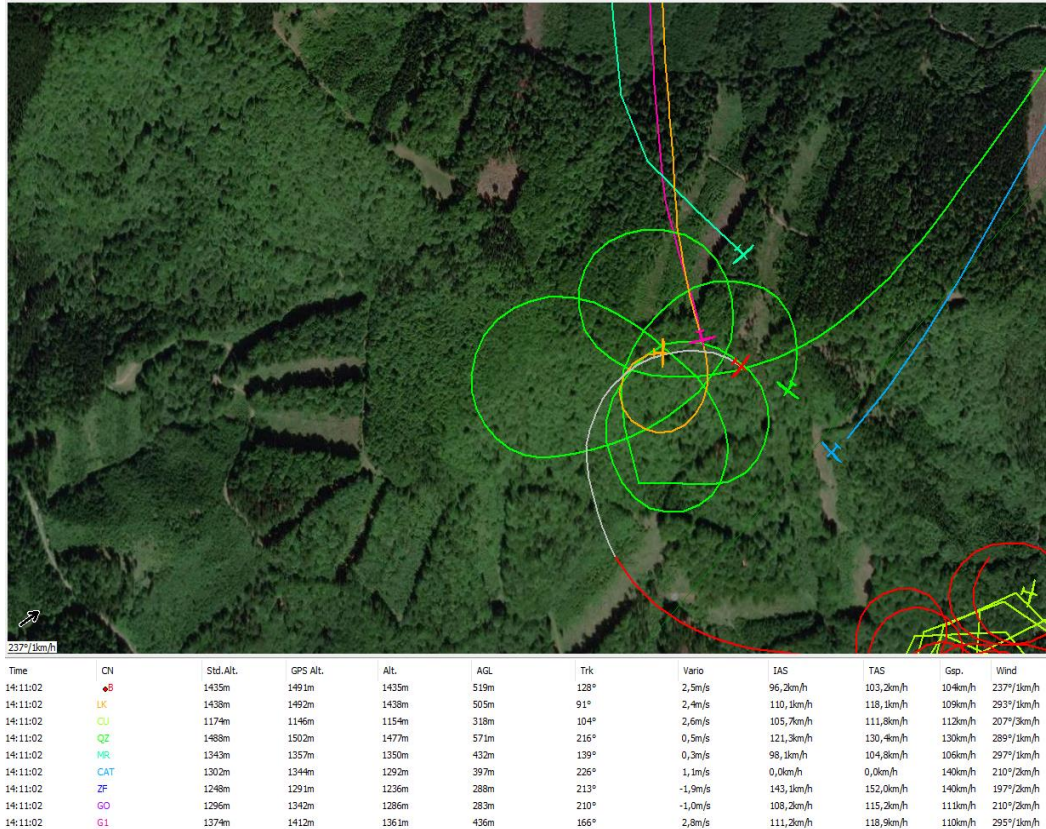 237°/1km/h
Time CN Std.Alt. GPS Alt. Alt. AGL Trk Vario IAS TAS Gsp. Wind
14:11:02 B 1435m 1491m 1435m 519m 128° 2,5m/s 96,2km/h 103,2km/h 104km/h 237°/1km/h
14:11:02 LK 1438m 1492m 1438m 505m 91° 2,4m/s 110,1km/h 118,1km/h 109km/h 293°/1km/h
14:11:02 CU 1174m 1146m 1154m 318m 104° 2,6m/s 105,7km/h 111,8km/h 112km/h 207°/3km/h
14:11:02 QZ 1488m 1502m 1477m 571m 216° 0,5m/s 121,3km/h 130,4km/h 130km/h 289°/1km/h
14:11:02 MR 1343m 1357m 1350m 432m 139° 0,3m/s 98,1km/h 104,8km/h 106km/h 297°/1km/h
14:11:02 CAT 1302m 1344m 1292m 397m 226° 1,1m/s 0,0km/h 0,0km/h 140km/h 210°/2km/h
14:11:02 ZF 1248m 1291m 1236m 288m 213° -1,9m/s 143,1km/h 152,0km/h 140km/h 197°/2km/h
14:11:02 GO 1296m 1342m 1286m 283m 210° -1,0m/s 108,2km/h 115,2km/h 111km/h 210°/2km/h
14:11:02 G1 1374m 1412m 1361m 436m 166° 2,8m/s 111,2km/h 118,9km/h 110km/h 295°/1km/h